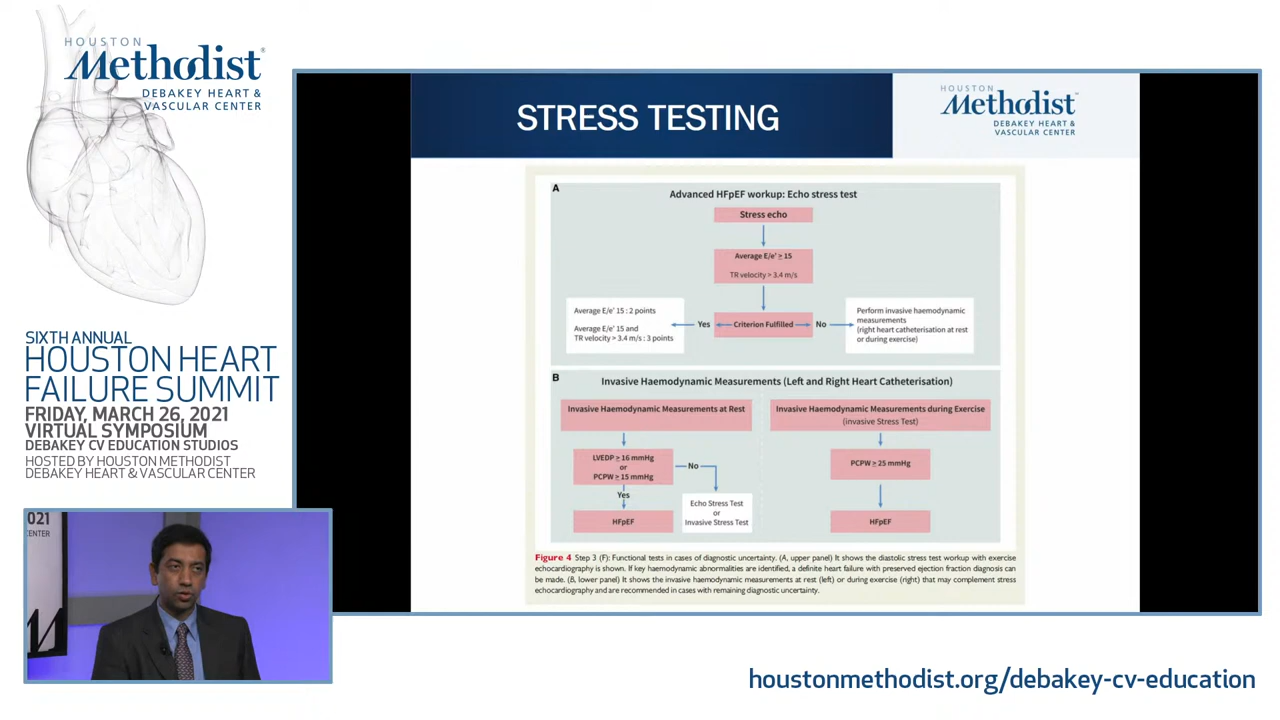 HOUSTON
Methodist®
DEBAKEY HEART &
VASCULAR CENTER
SIXTH ANNUAL
HOUSTON HEART
FAILURE SUMMIT
FRIDAY, MARCH 26, 2021
VIRTUAL SYMPOSIUM
DEBAKEY CV EDUCATION STUDIOS
HOSTED BY HOUSTON METHODIST
DEBAKEY HEART & VASCULAR CENTER
STRESS TESTING
HOUSTON
Methodist
DEBAKEY HEART &
VASCULAR CENTER
A
Advanced HFpEF workup: Echo stress test
Stress echo
Average E/e' ≥ 15
TR velocity > 3.4 m/s
Average E/e' 15 : 2 points
Average E/e' 15 and
TR velocity > 3.4 m/s : 3 points
Yes
Criterion Fulfilled
No
Perform invasive haemodynamic
measurements
(right heart catheterisation at rest
or during exercise)
B
Invasive Haemodynamic Measurements (Left and Right Heart Catheterisation)
Invasive Haemodynamic Measurements at Rest
LVEDP ≥ 16 mmHg
or
PCPW ≥ 15 mmHg
No
Yes
HFpEF
Echo Stress Test
or
Invasive Stress Test
Invasive Haemodynamic Measurements during Exercise
(invasive Stress Test)
PCPW ≥ 25 mmHg
HFpEF
Figure 4 Step 3 (F): Functional tests in cases of diagnostic uncertainty. (A, upper panel) It shows the diastolic stress test workup with exercise
echocardiography is shown. If key haemodynamic abnormalities are identified, a definite heart failure with preserved ejection fraction diagnosis can
be made. (B, lower panel) It shows the invasive haemodynamic measurements at rest (left) or during exercise (right) that may complement stress
echocardiography and are recommended in cases with remaining diagnostic uncertainty.
021
CENTER
houstonmethodist.org/debakey-cv-education